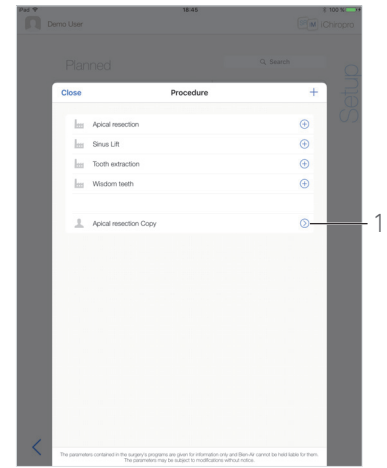 iPad 16:45 100 %
Demo User iChiropro
Planned Search
Setup
Close Procedure +
Apical resection
Sinus Lift
Tooth extraction
Wisdom teeth
Apical resection Copy
1
The parameters contained in the surgery's programs are given for information only and Bien-Air cannot be held liable for them.
The parameters may be subject to modifications without notice.